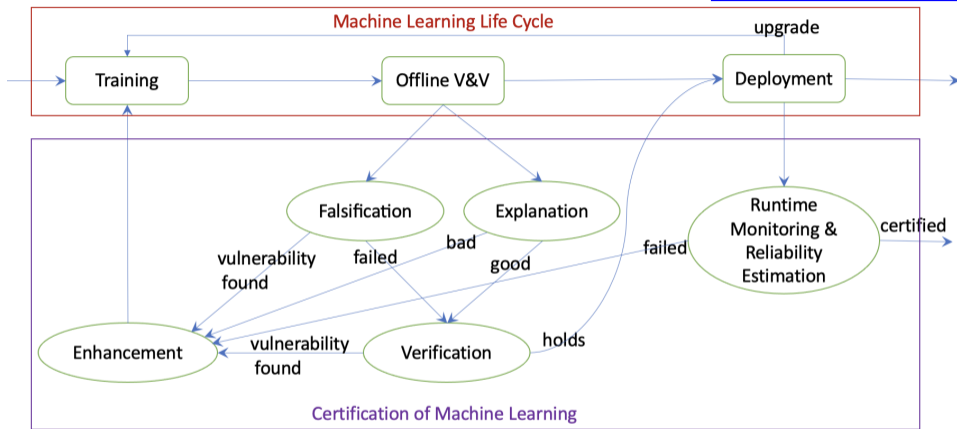 Machine Learning Life Cycle
upgrade
Training
Offline V&V
Deployment
Falsification
Explanation
Runtime
Monitoring &
Reliability
Estimation
certified
vulnerability
found
failed
bad
good
failed
Enhancement
vulnerability
found
Verification
holds
Certification of Machine Learning